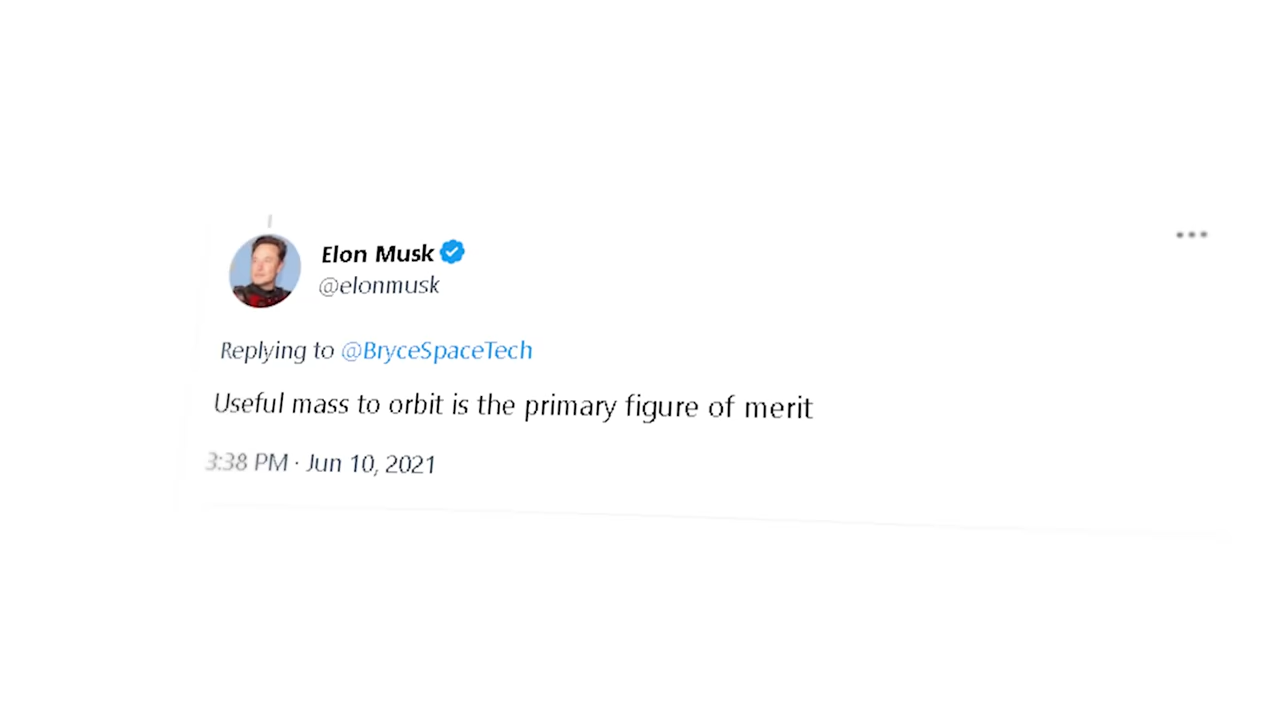 Elon Musk
@elonmusk
Replying to @BryceSpaceTech
Useful mass to orbit is the primary figure of merit
3:38 PM · Jun 10, 2021